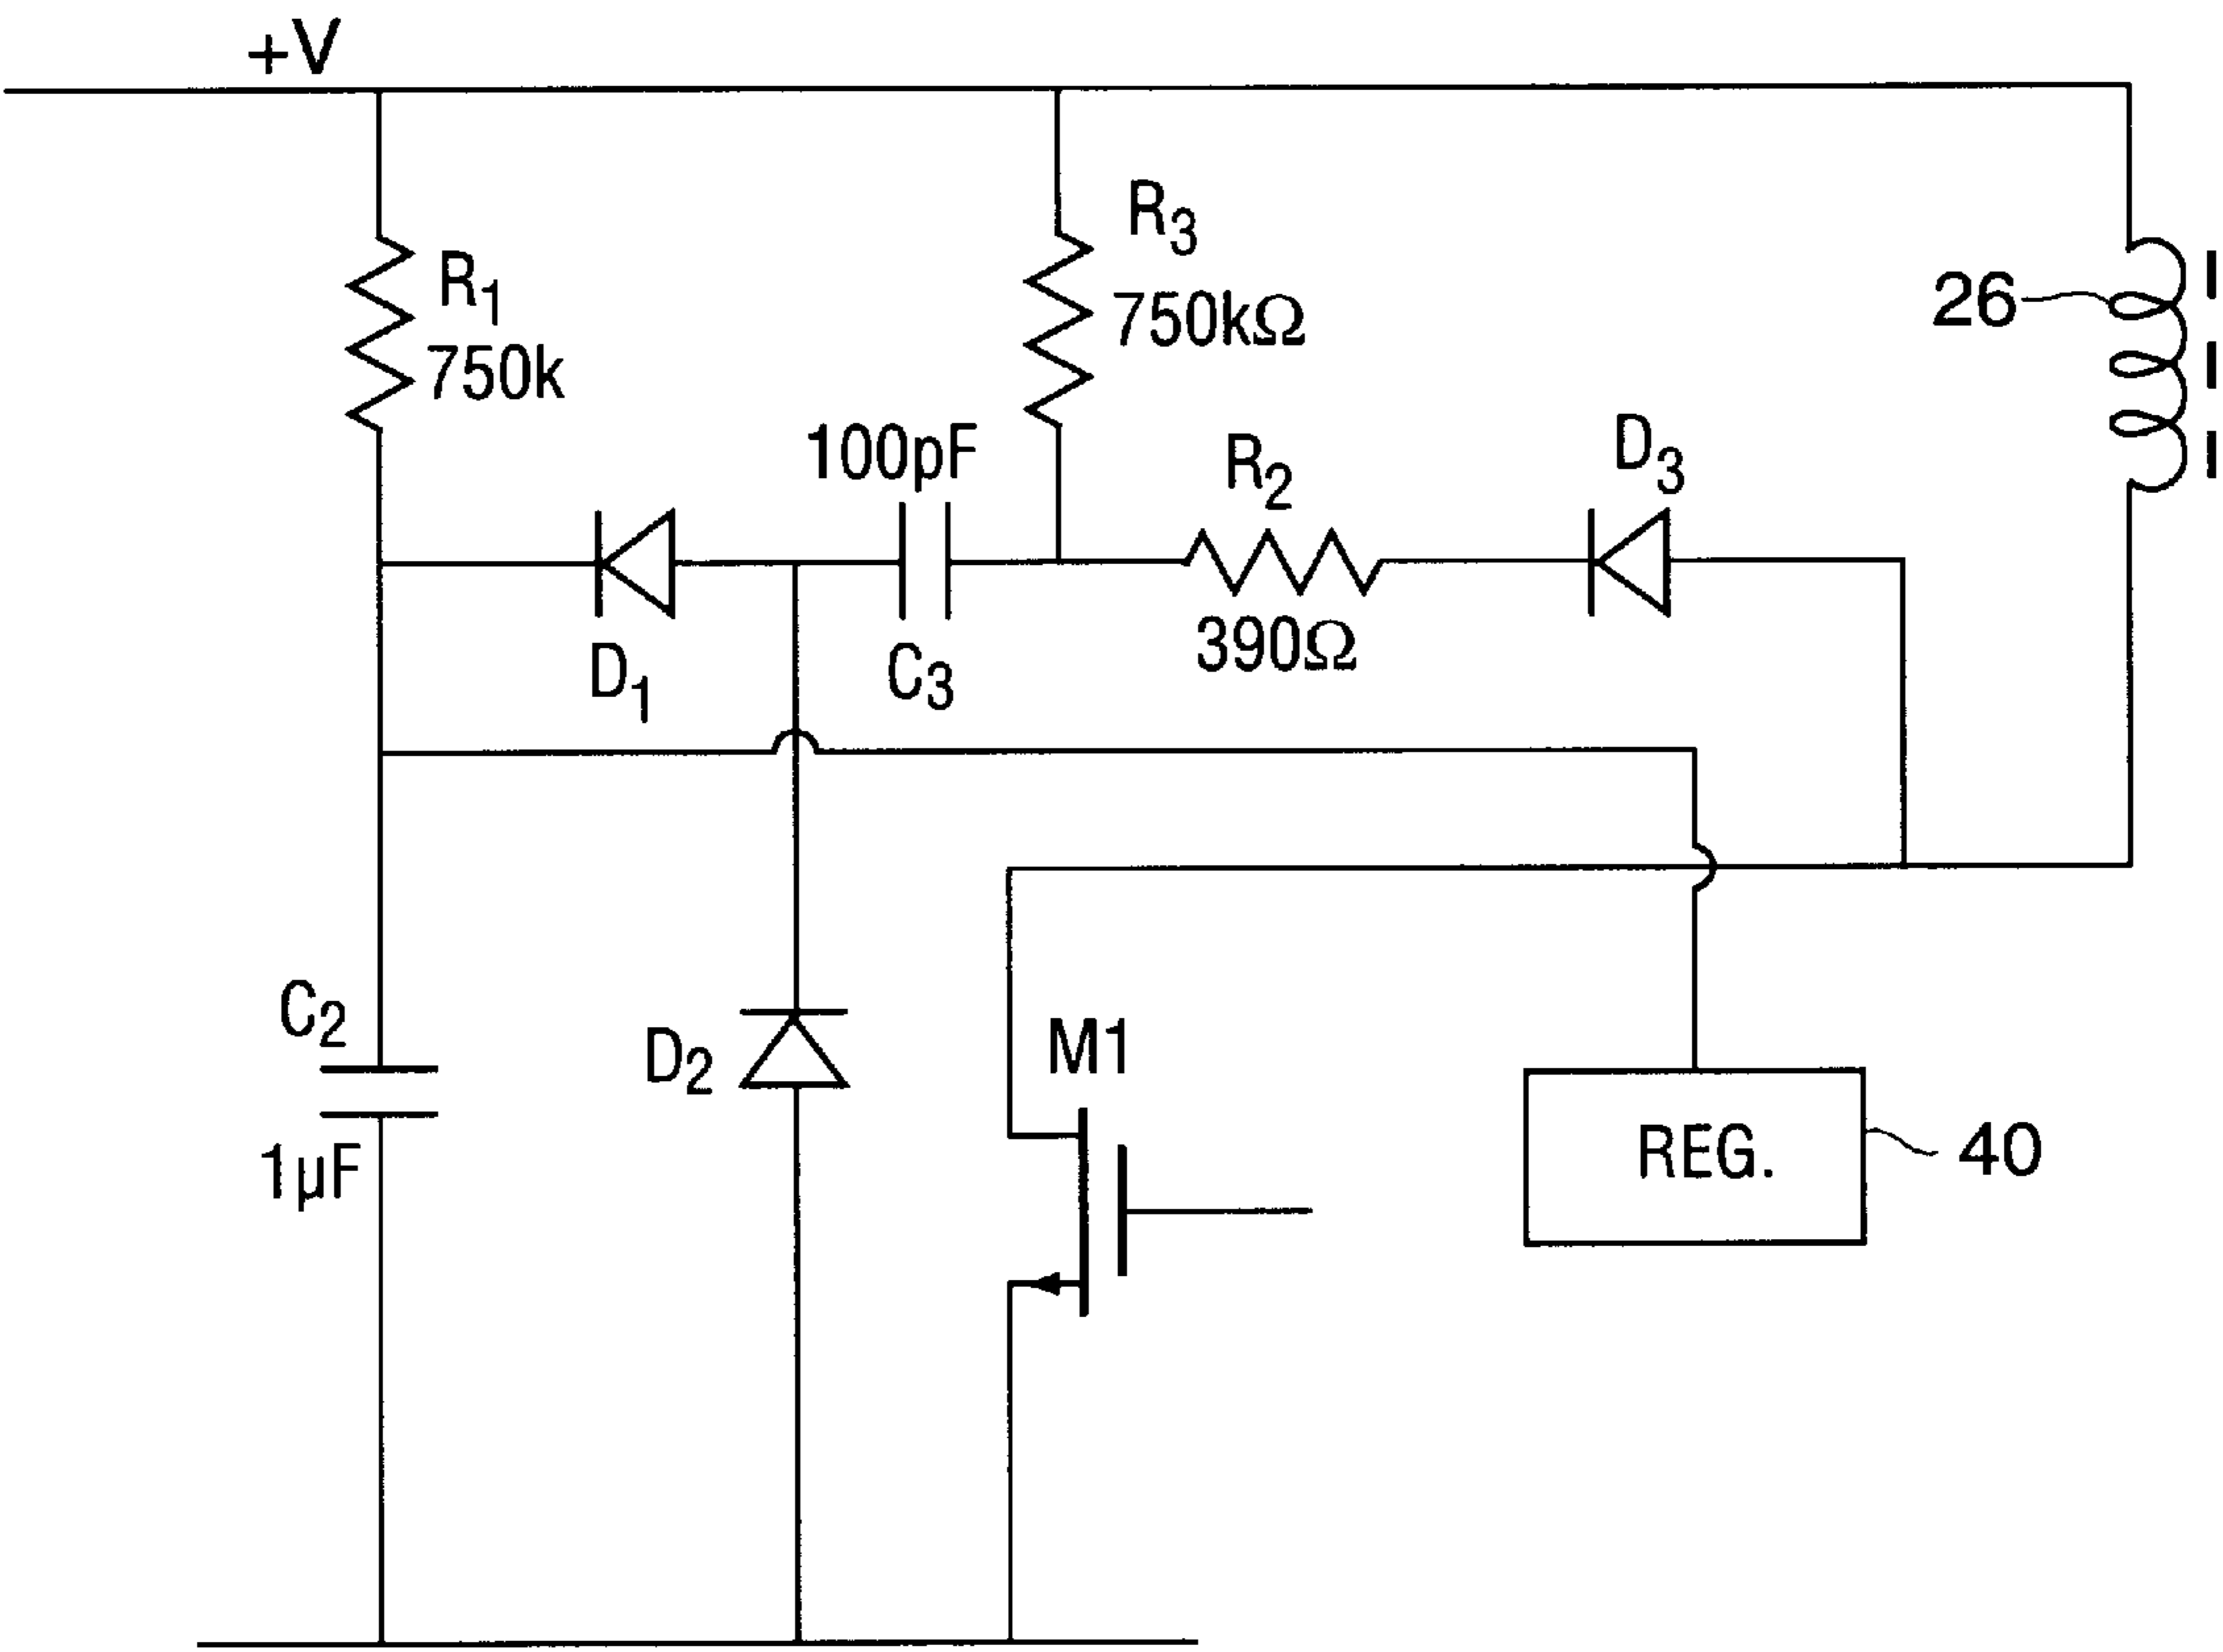 +V
R1
750k
R3
750kΩ
26
100pF
R2
D3
D1
C3
390Ω
C2
1µF
D2
M1
REG.
40